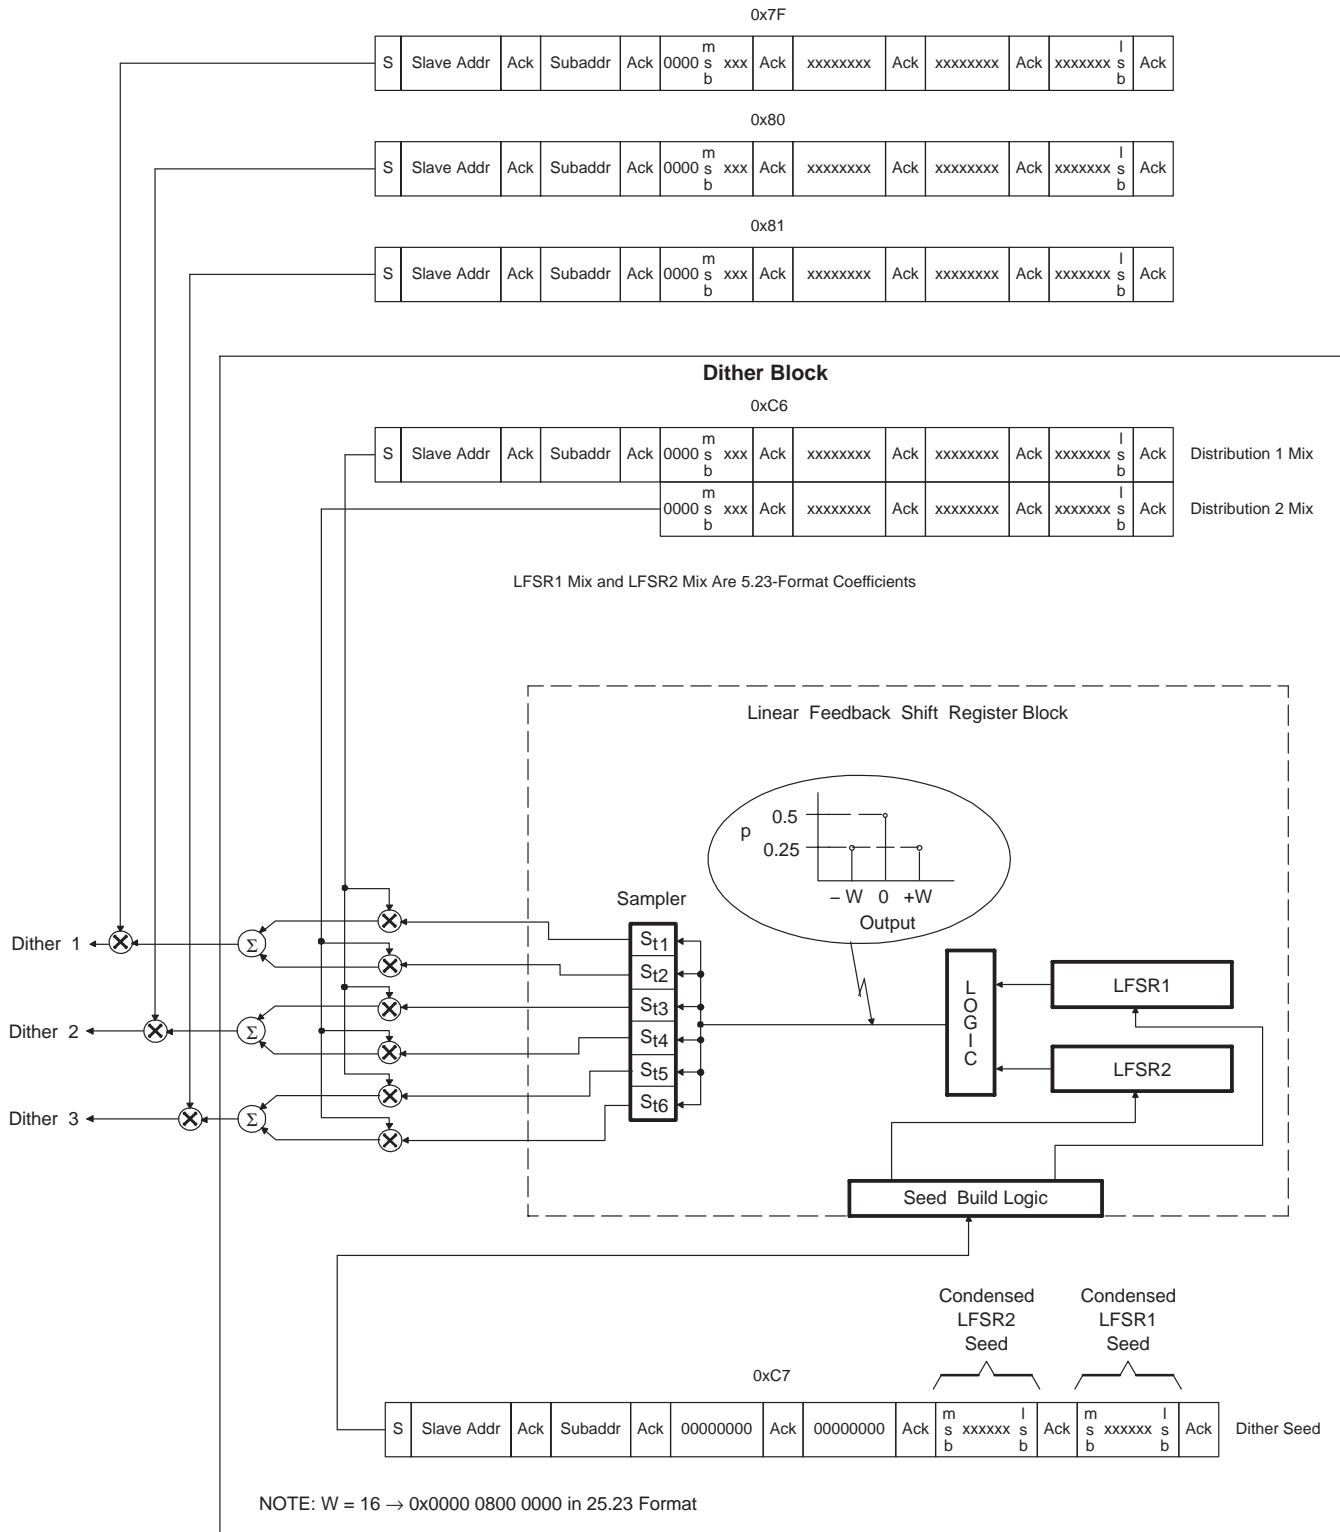 0x7F
S Slave Addr Ack Subaddr Ack 0000 msb xxx Ack xxxxxxxx Ack xxxxxxxx Ack xxxxxxx lsb Ack
0x80
S Slave Addr Ack Subaddr Ack 0000 msb xxx Ack xxxxxxxx Ack xxxxxxxx Ack xxxxxxx lsb Ack
0x81
S Slave Addr Ack Subaddr Ack 0000 msb xxx Ack xxxxxxxx Ack xxxxxxxx Ack xxxxxxx lsb Ack
Dither Block
0xC6
S Slave Addr Ack Subaddr Ack 0000 msb xxx Ack xxxxxxxx Ack xxxxxxxx Ack xxxxxxx lsb Ack Distribution 1 Mix
0000 msb xxx Ack xxxxxxxx Ack xxxxxxxx Ack xxxxxxx lsb Ack Distribution 2 Mix
LFSR1 Mix and LFSR2 Mix Are 5.23-Format Coefficients
Linear Feedback Shift Register Block
0.5
p
0.25
– W 0 +W
Output
Sampler
Dither 1
Σ
St1
St2
St3
St4
St5
St6
Dither 2
Σ
Dither 3
Σ
LOGIC
LFSR1
LFSR2
Seed Build Logic
Condensed LFSR2 Seed
Condensed LFSR1 Seed
0xC7
S Slave Addr Ack Subaddr Ack 00000000 Ack 00000000 Ack msb xxxxxx lsb Ack msb xxxxxx lsb Ack Dither Seed
NOTE: W = 16 → 0x0000 0800 0000 in 25.23 Format